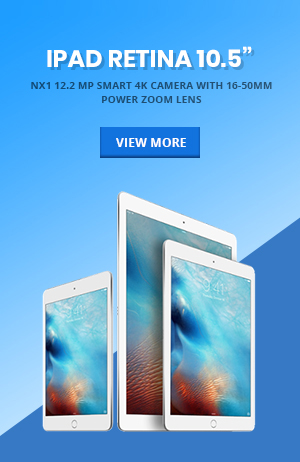 IPAD RETINA 10.5”
NX1 12.2 MP SMART 4K CAMERA WITH 16-50MM
POWER ZOOM LENS
VIEW MORE